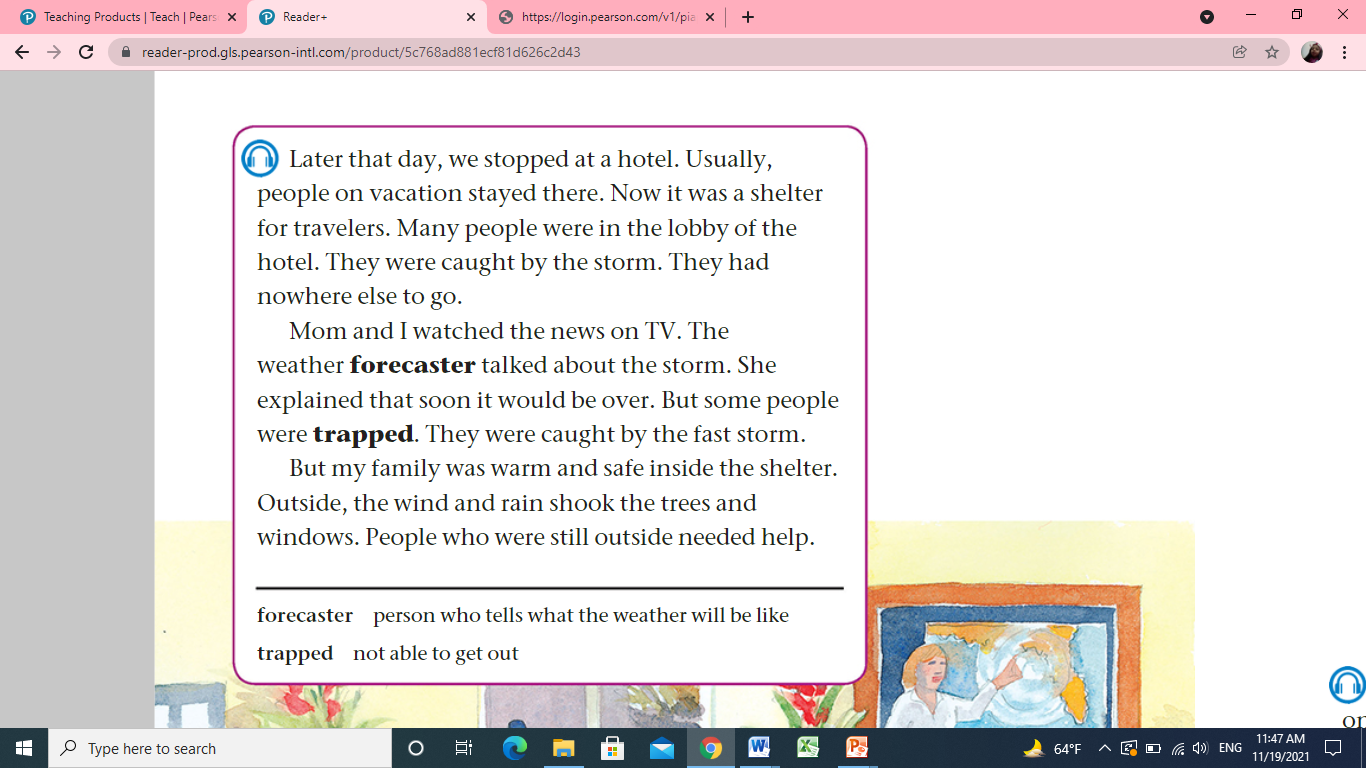 Teaching Products | Teach | Pears
Reader+
https://login.pearson.com/v1/pia
reader-prod.gls.pearson-intl.com/product/5c768ad881ecf81d626c2d43
Later that day, we stopped at a hotel. Usually,
people on vacation stayed there. Now it was a shelter
for travelers. Many people were in the lobby of the
hotel. They were caught by the storm. They had
nowhere else to go.
Mom and I watched the news on TV. The
weather forecaster talked about the storm. She
explained that soon it would be over. But some people
were trapped. They were caught by the fast storm.
But my family was warm and safe inside the shelter.
Outside, the wind and rain shook the trees and
windows. People who were still outside needed help.
forecaster person who tells what the weather will be like
trapped not able to get out
Type here to search
64°F
ENG
11:47 AM
11/19/2021